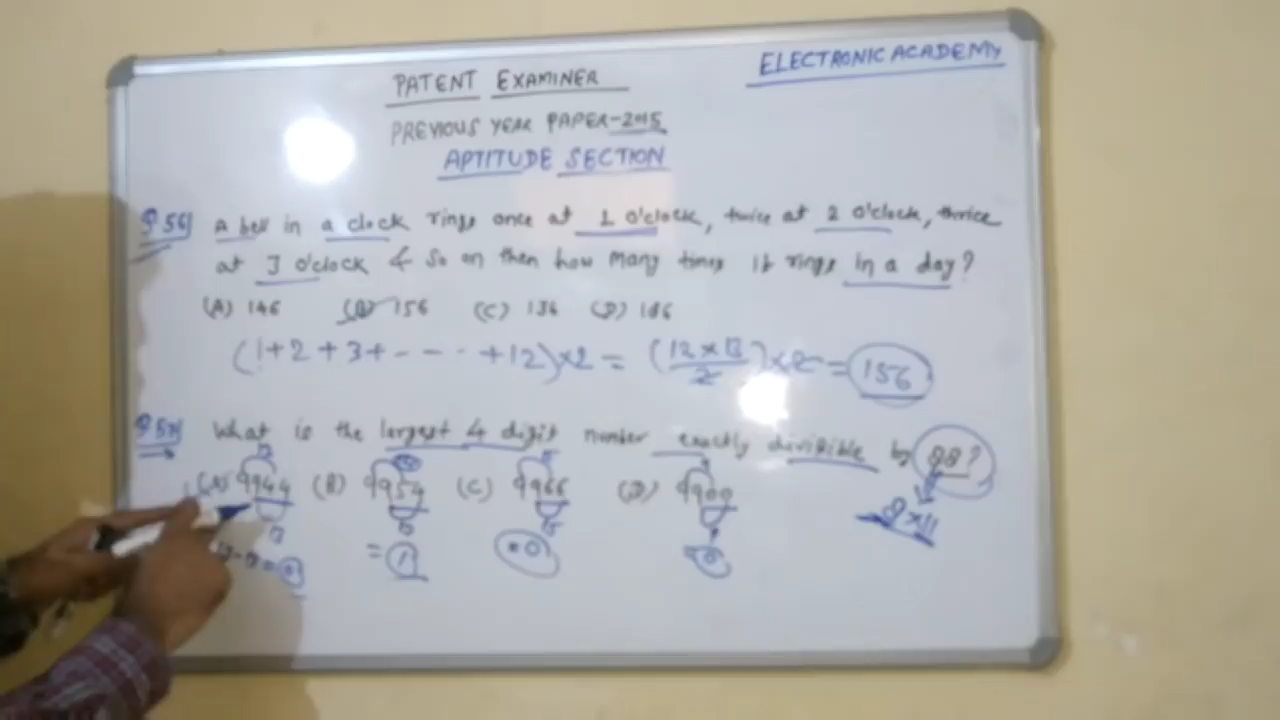 ELECTRONIC ACADEMY
PATENT EXAMINER
PREVIOUS YEAR PAPER-2015
APTITUDE SECTION
Q 56) A bell in a clock rings once at 1 o'clock, twice at 2 o'clock, thrice
at 3 o'clock & so on then how many times it rings in a day?
(A) 146 (B) 156 (C) 136 (D) 186
(1+2+3+----+12)×2 = (12×13/2)×2 = 156
Q 57) What is the largest 4 digit number exactly divisible by 88?
(A) 9944 (B) 9954 (C) 9966 (D) 9900
8×11
= 1
=0
=0